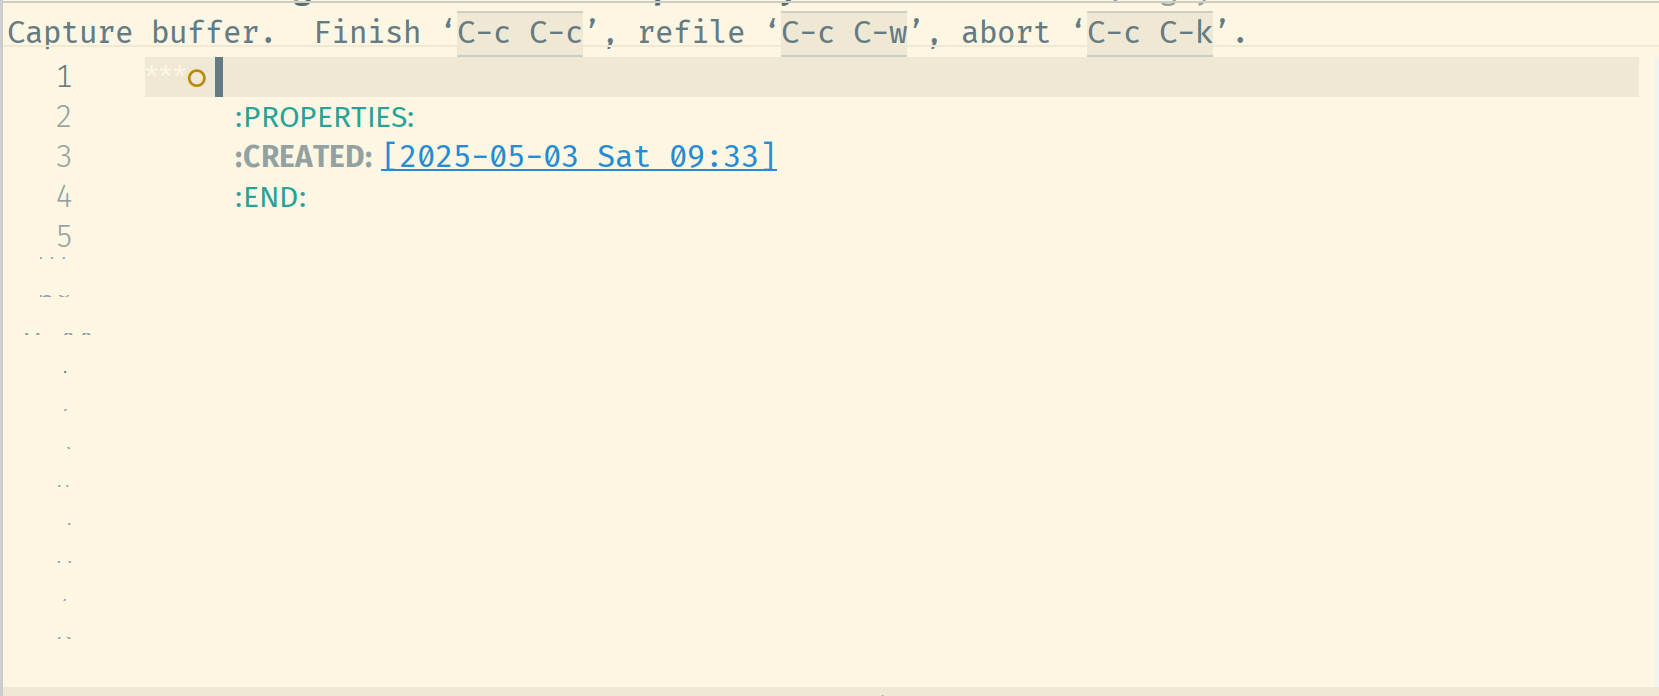 Capture buffer.  Finish ‘C-c C-c’, refile ‘C-c C-w’, abort ‘C-c C-k’.
1 ***
2 :PROPERTIES:
3 :CREATED: [2025-05-03 Sat 09:33]
4 :END:
5